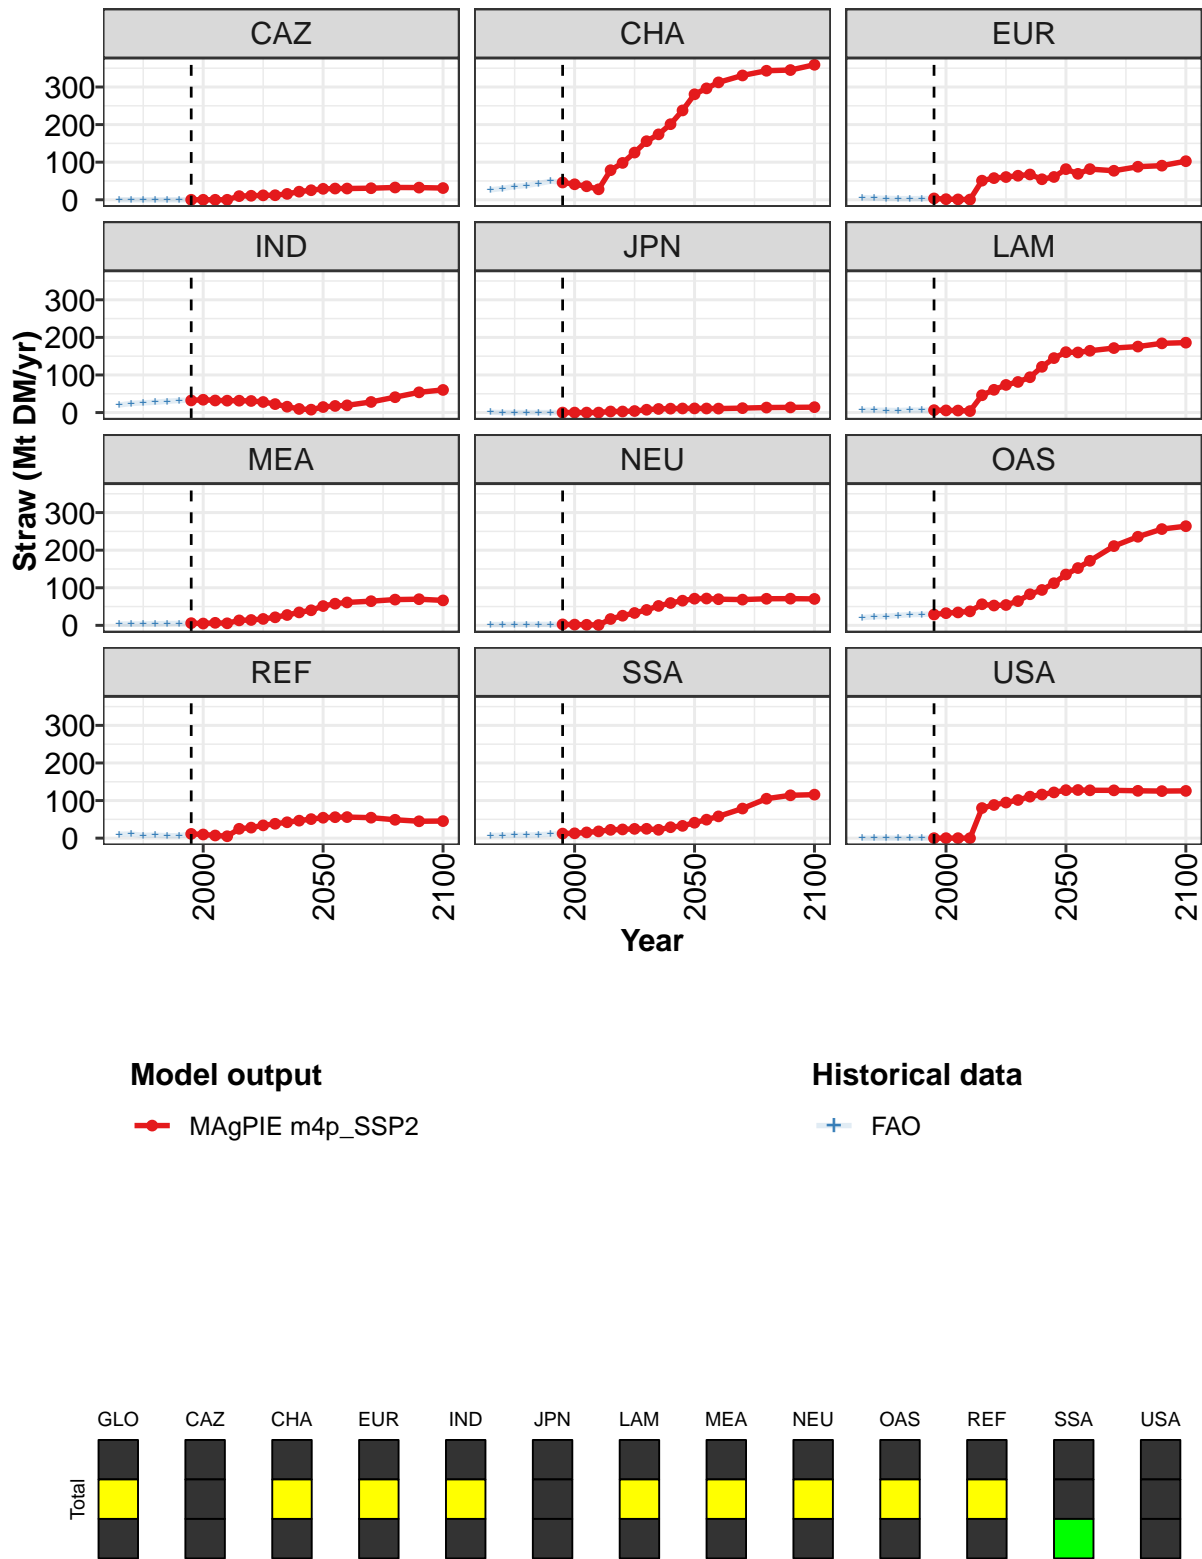 CAZ CHA EUR
300
200
100
0
IND JPN LAM
300
200
100
0
MEA NEU OAS
300
200
100
0
REF SSA USA
300
200
100
0
Straw (Mt DM/yr)
2000 2050 2100 2000 2050 2100 2000 2050 2100
Year
Model output Historical data
MAgPIE m4p_SSP2 FAO
GLO CAZ CHA EUR IND JPN LAM MEA NEU OAS REF SSA USA
Total